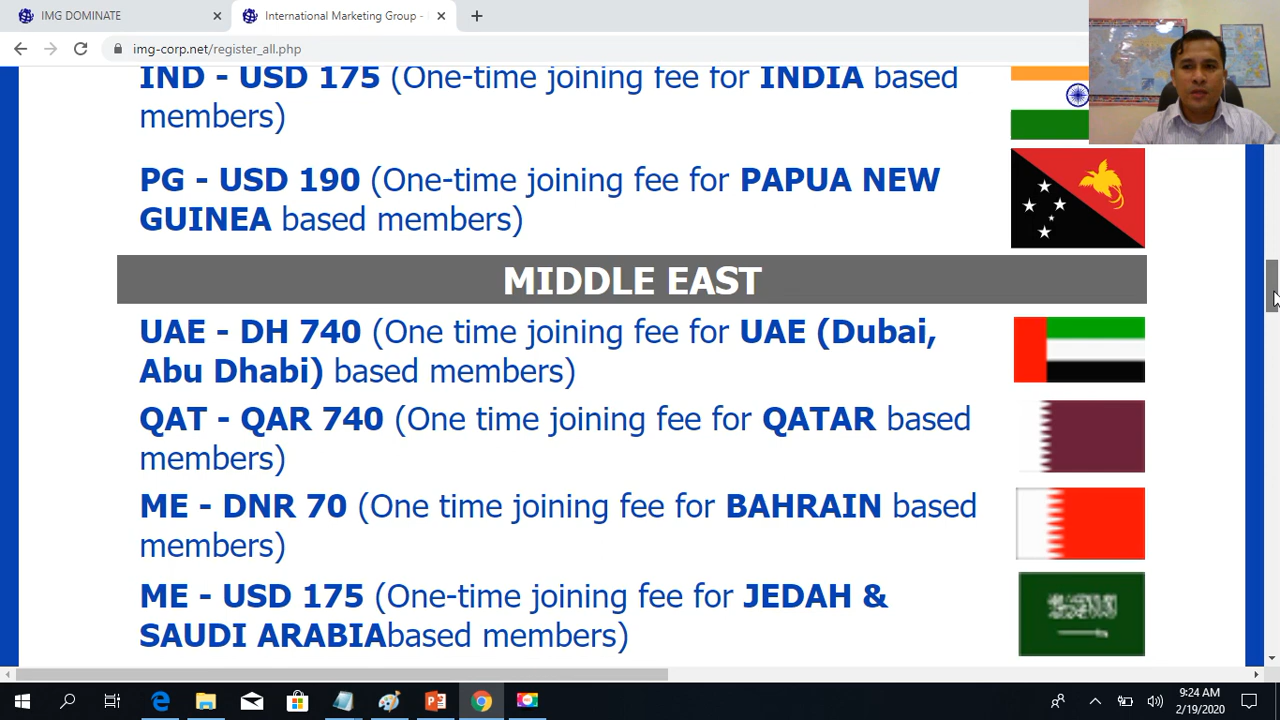 IMG DOMINATE
International Marketing Group -
img-corp.net/register_all.php
IND - USD 175 (One-time joining fee for INDIA based
members)
PG - USD 190 (One-time joining fee for PAPUA NEW
GUINEA based members)
MIDDLE EAST
UAE - DH 740 (One time joining fee for UAE (Dubai,
Abu Dhabi) based members)
QAT - QAR 740 (One time joining fee for QATAR based
members)
ME - DNR 70 (One time joining fee for BAHRAIN based
members)
ME - USD 175 (One-time joining fee for JEDAH &
SAUDI ARABIAbased members)
9:24 AM
2/19/2020